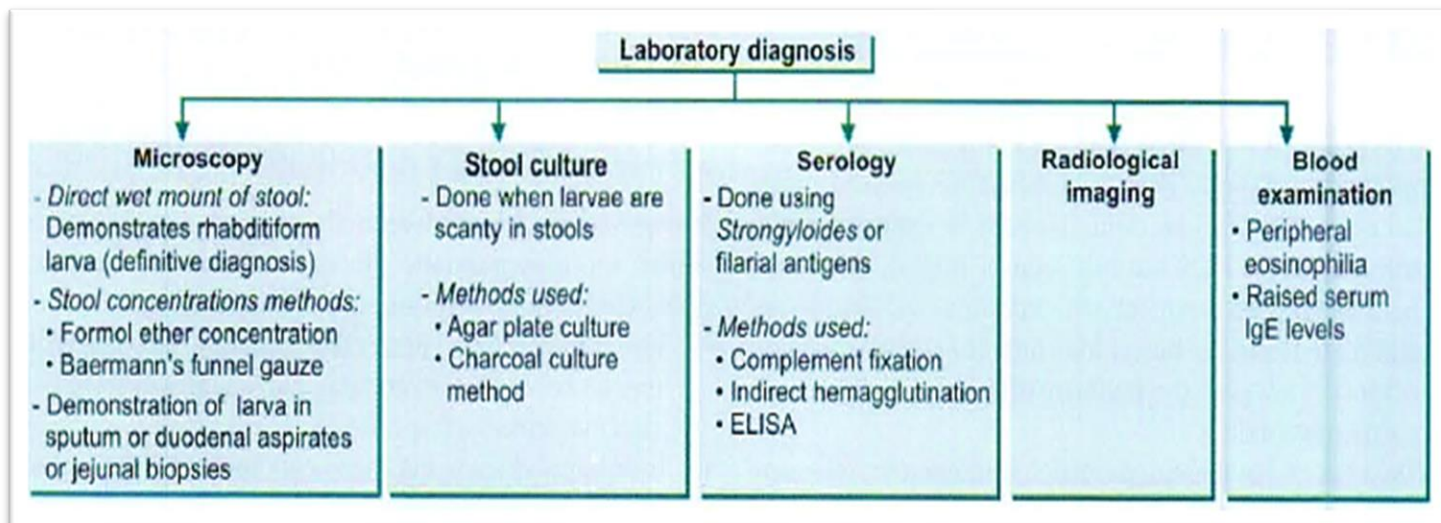 Laboratory diagnosis
Microscopy
- Direct wet mount of stool:
Demonstrates rhabditiform
larva (definitive diagnosis)
- Stool concentrations methods:
• Formol ether concentration
• Baermann's funnel gauze
- Demonstration of larva in
sputum or duodenal aspirates
or jejunal biopsies
Stool culture
- Done when larvae are
scanty in stools
- Methods used:
• Agar plate culture
• Charcoal culture
method
Serology
- Done using
Strongyloides or
filarial antigens
- Methods used:
• Complement fixation
• Indirect hemagglutination
• ELISA
Radiological
imaging
Blood
examination
• Peripheral
eosinophilia
• Raised serum
IgE levels